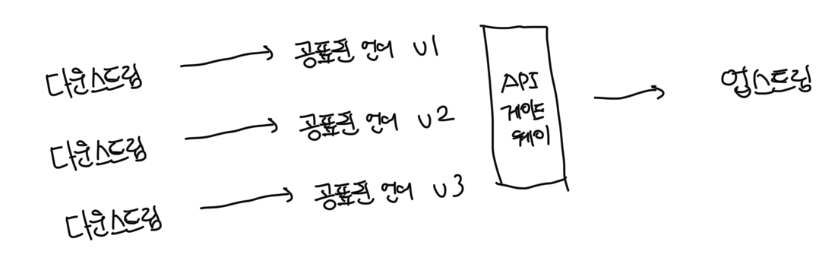 다운스트림
공표된 언어 v1
다운스트림
공표된 언어 v2
다운스트림
공표된 언어 v3
API
게이트
웨이
업스트림